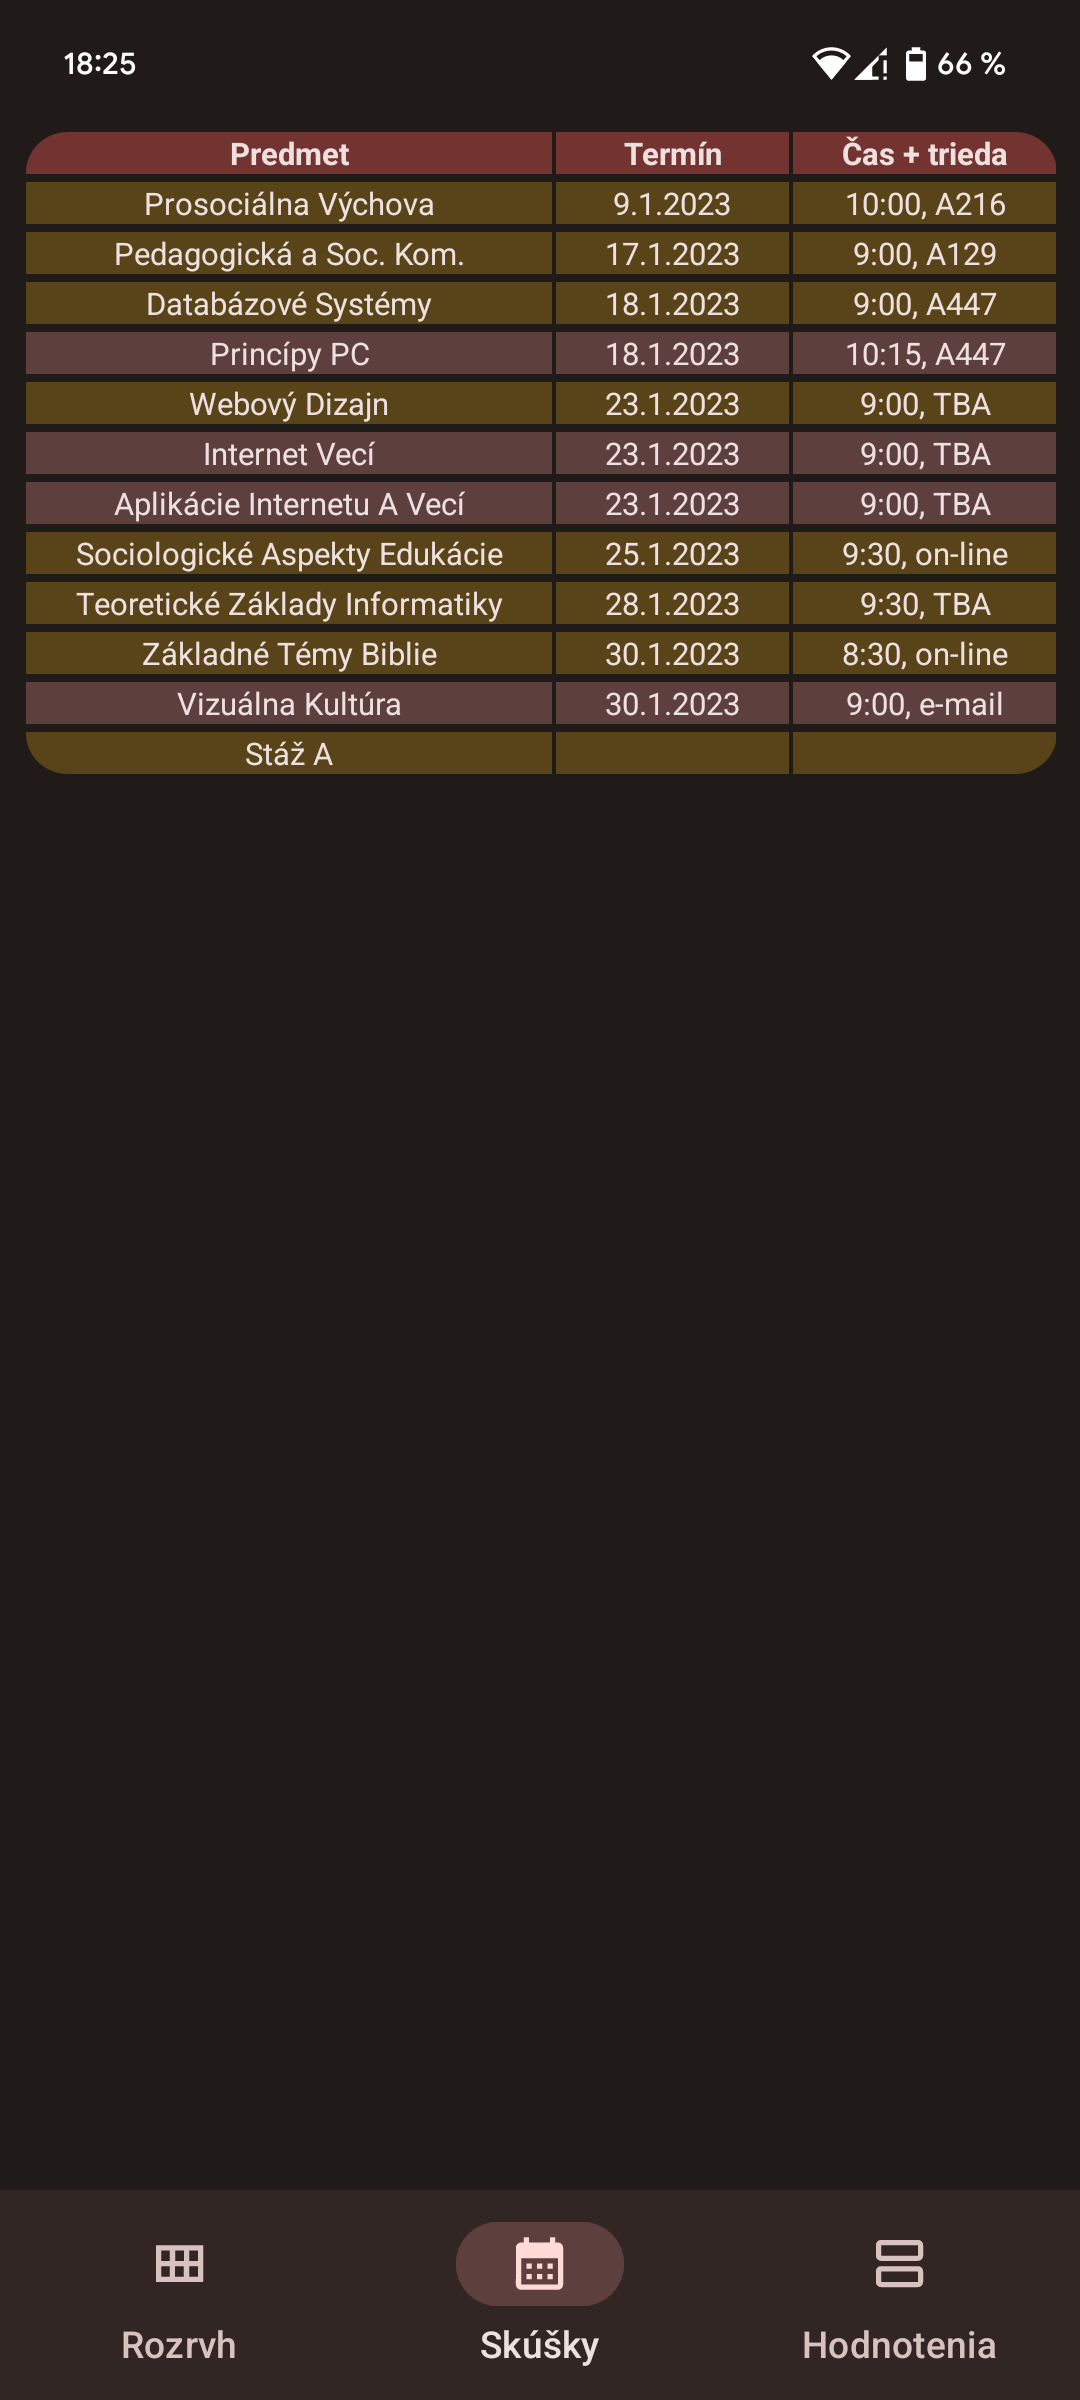 18:25 66 %
Predmet Termín Čas + trieda
Prosociálna Výchova 9.1.2023 10:00, A216
Pedagogická a Soc. Kom. 17.1.2023 9:00, A129
Databázové Systémy 18.1.2023 9:00, A447
Princípy PC 18.1.2023 10:15, A447
Webový Dizajn 23.1.2023 9:00, TBA
Internet Vecí 23.1.2023 9:00, TBA
Aplikácie Internetu A Vecí 23.1.2023 9:00, TBA
Sociologické Aspekty Edukácie 25.1.2023 9:30, on-line
Teoretické Základy Informatiky 28.1.2023 9:30, TBA
Základné Témy Biblie 30.1.2023 8:30, on-line
Vizuálna Kultúra 30.1.2023 9:00, e-mail
Stáž A
Rozrvh Skúšky Hodnotenia